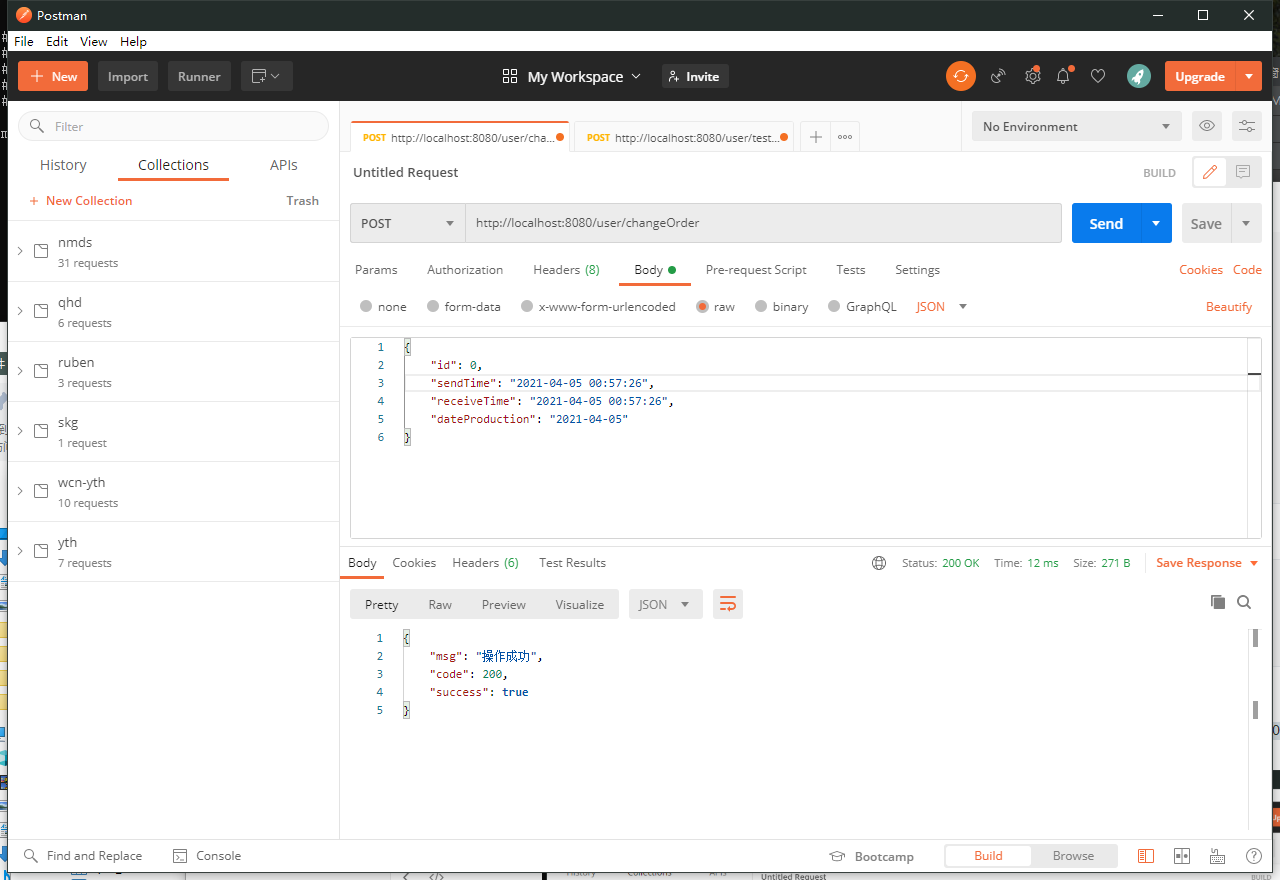 Postman
File Edit View Help
New Import Runner My Workspace Invite Upgrade
Filter
History Collections APIs
New Collection Trash
nmds
31 requests
qhd
6 requests
ruben
3 requests
skg
1 request
wcn-yth
10 requests
yth
7 requests
POST http://localhost:8080/user/cha... POST http://localhost:8080/user/test... No Environment
Untitled Request BUILD
POST http://localhost:8080/user/changeOrder Send Save
Params Authorization Headers (8) Body Pre-request Script Tests Settings Cookies Code
none form-data x-www-form-urlencoded raw binary GraphQL JSON Beautify
1 {
2 "id": 0,
3 "sendTime": "2021-04-05 00:57:26",
4 "receiveTime": "2021-04-05 00:57:26",
5 "dateProduction": "2021-04-05"
6 }
Body Cookies Headers (6) Test Results Status: 200 OK Time: 12 ms Size: 271 B Save Response
Pretty Raw Preview Visualize JSON
1 {
2 "msg": "操作成功",
3 "code": 200,
4 "success": true
5 }
Find and Replace Console Bootcamp Build Browse
History Collections APIs Untitled Request BUILD